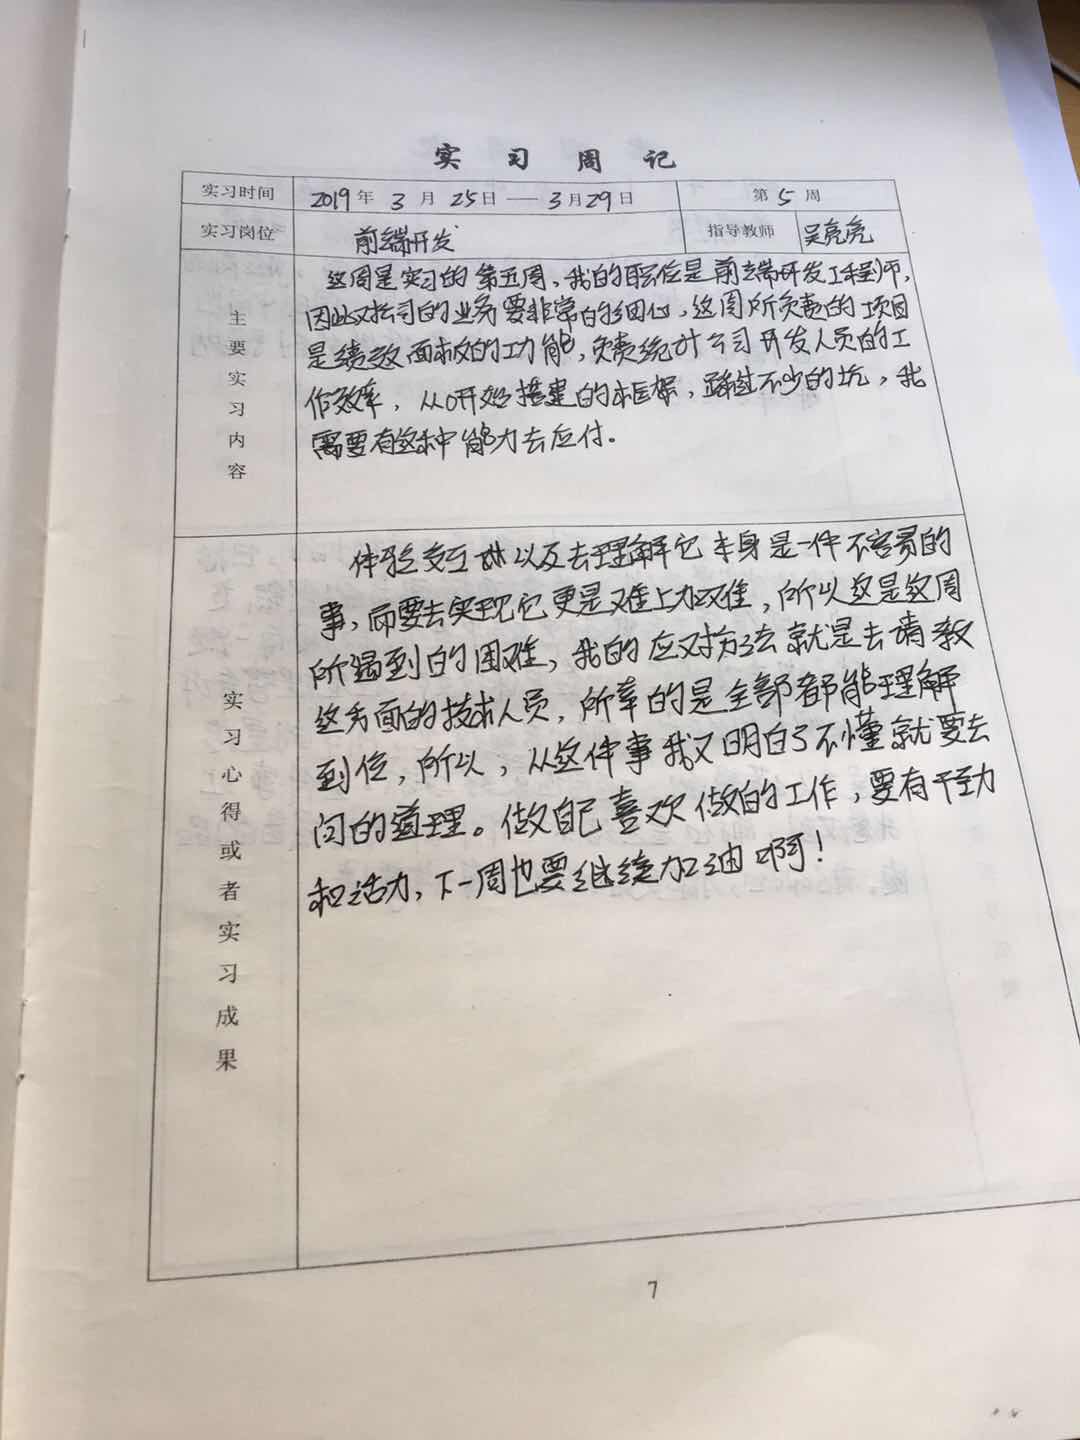 实习周记
实习时间 2019年3月25日——3月29日 第5周
实习岗位 前端开发 指导教师 吴亮亮
主要实习内容
这周是实习的第五周，我的职位是前端开发工程师，
因此对公司的业务要非常的细心，这周所负责的项目
是绩效面板的功能，负责统计公司开发人员的工
作效率，从0开始搭建的框架，踩过不少的坑，我
需要有这种能力去应付。
实习心得或者实习成果
体验交互 以及去理解它本身是一件不容易的
事，而要去实现它更是难上加难，所以这是这周
所遇到的困难，我的应对方法就是去请教
这方面的技术人员，所幸的是全部都能理解
到位，所以，从这件事我又明白了不懂就要去
问的道理。做自己喜欢做的工作，要有干劲
和活力，下一周也要继续加油啊！
7